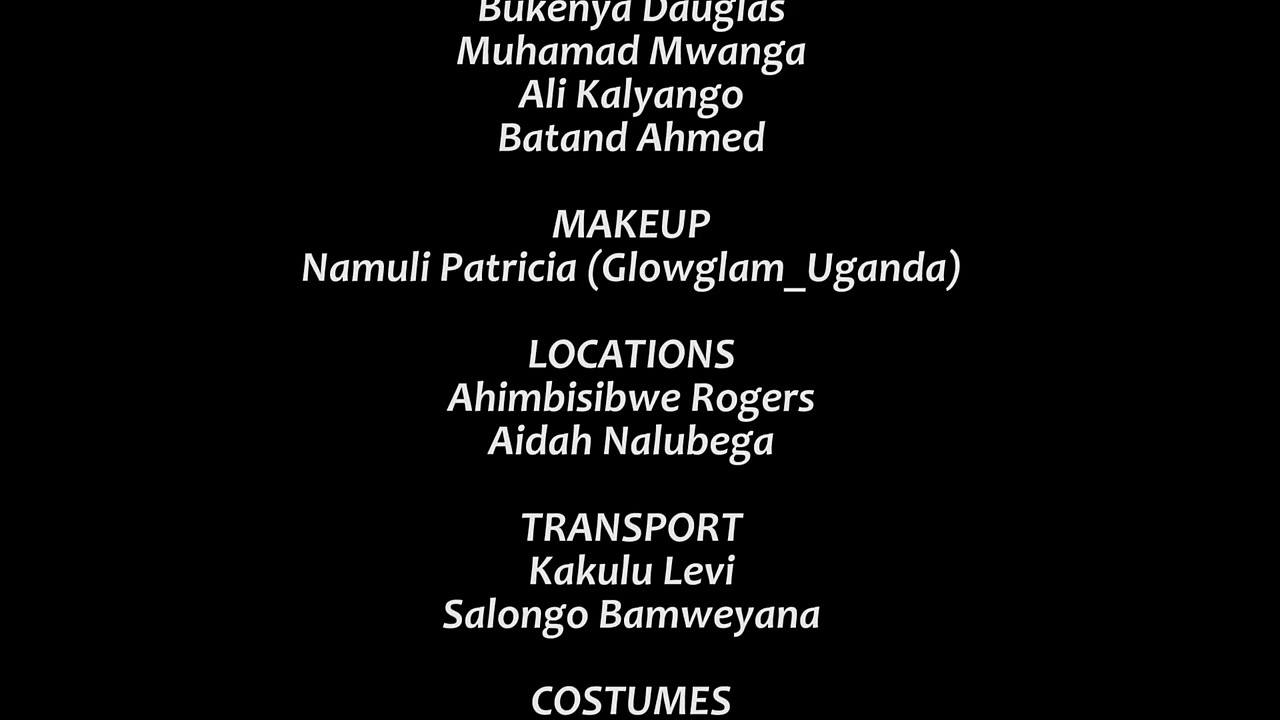 Bukenya Dauglas
Muhamad Mwanga
Ali Kalyango
Batand Ahmed
MAKEUP
Namuli Patricia (Glowglam_Uganda)
LOCATIONS
Ahimbisibwe Rogers
Aidah Nalubega
TRANSPORT
Kakulu Levi
Salongo Bamweyana
COSTUMES